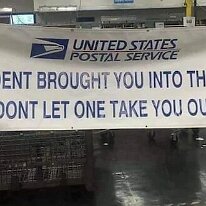 UNITED STATES
POSTAL SERVICE
DENT BROUGHT YOU INTO TH
DONT LET ONE TAKE YOU OU